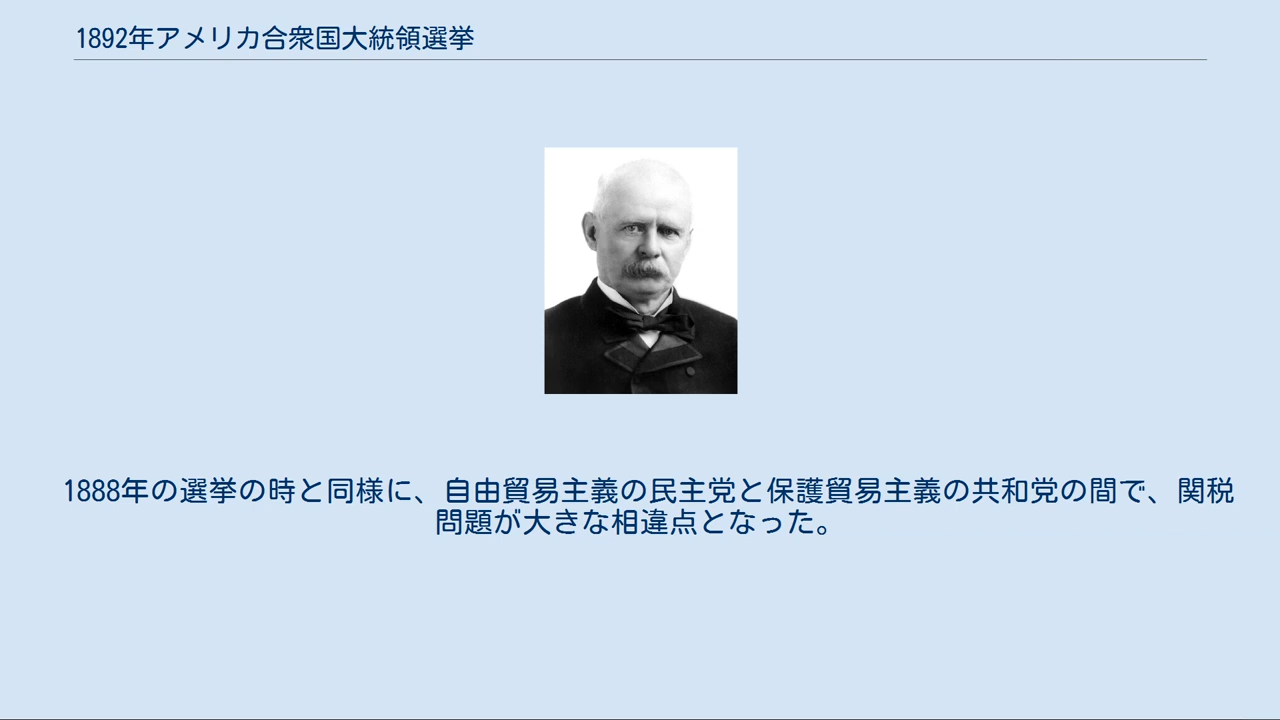 1892年アメリカ合衆国大統領選挙
1888年の選挙の時と同様に、自由貿易主義の民主党と保護貿易主義の共和党の間で、関税
問題が大きな相違点となった。